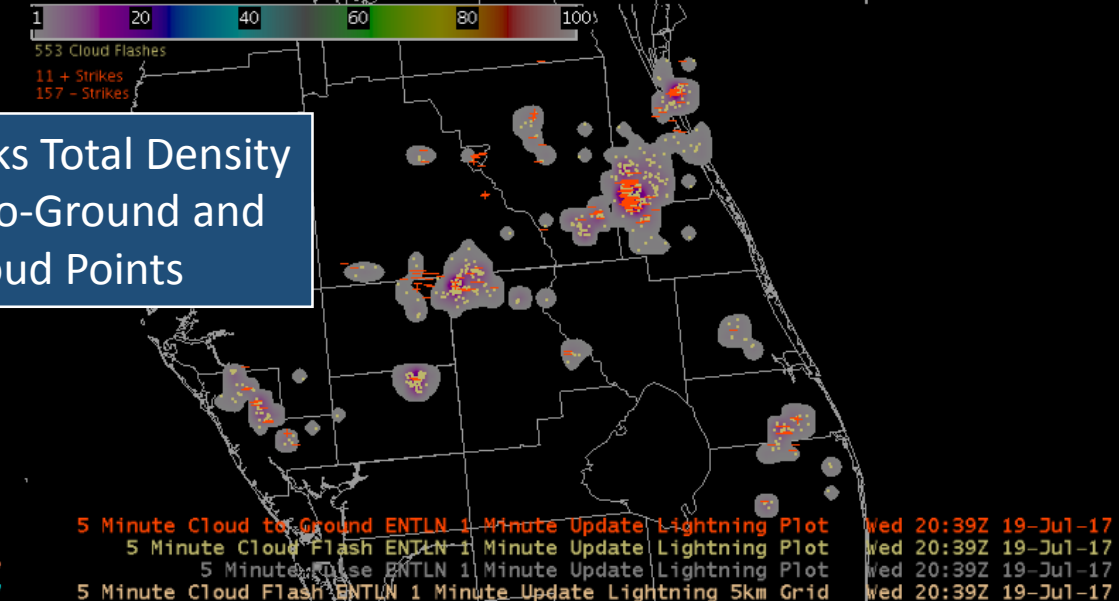 1 20 40 60 80 100
553 Cloud Flashes
11 + Strikes
157 - Strikes
ks Total Density
o-Ground and
oud Points
5 Minute Cloud to Ground ENTLN 1 Minute Update Lightning Plot Wed 20:39Z 19-Jul-17
5 Minute Cloud Flash ENTLN 1 Minute Update Lightning Plot Wed 20:39Z 19-Jul-17
5 Minute Pulse ENTLN 1 Minute Update Lightning Plot Wed 20:39Z 19-Jul-17
5 Minute Cloud Flash ENTLN 1 Minute Update Lightning 5km Grid Wed 20:39Z 19-Jul-17